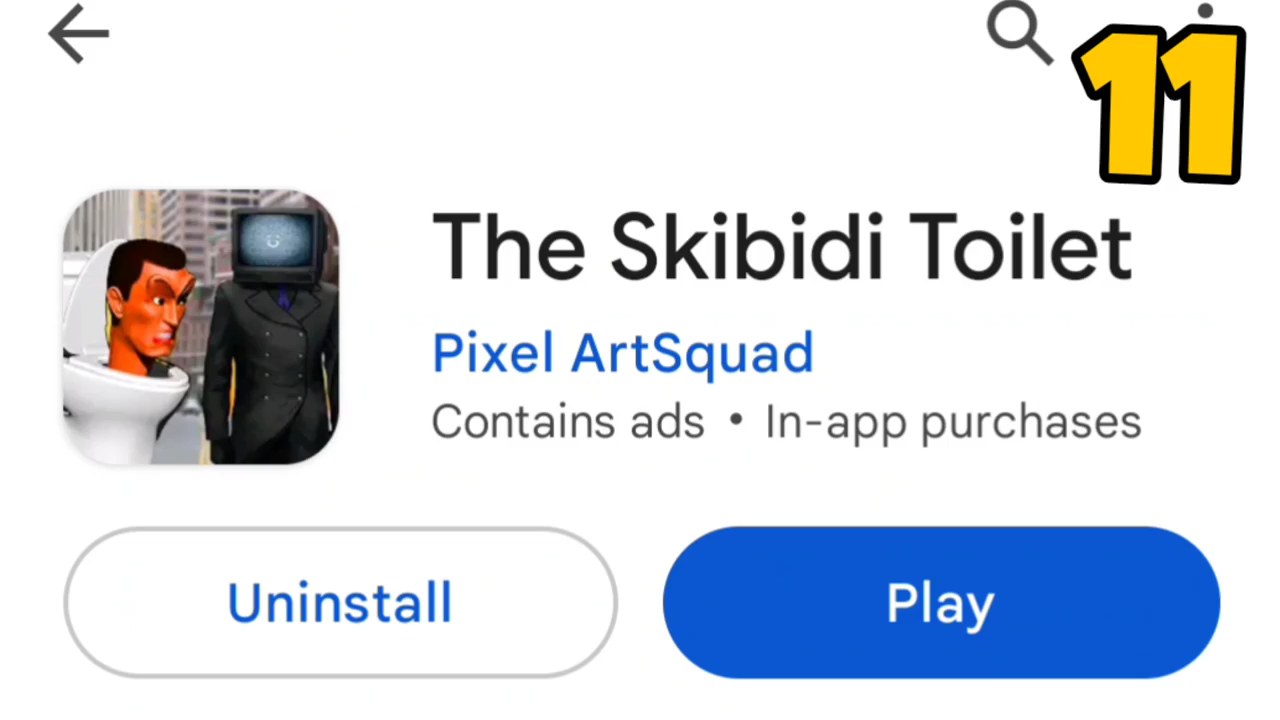 11
The Skibidi Toilet
Pixel ArtSquad
Contains ads • In-app purchases
Uninstall
Play